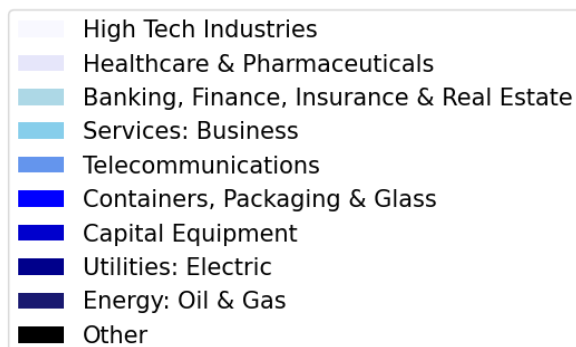 High Tech Industries
Healthcare & Pharmaceuticals
Banking, Finance, Insurance & Real Estate
Services: Business
Telecommunications
Containers, Packaging & Glass
Capital Equipment
Utilities: Electric
Energy: Oil & Gas
Other